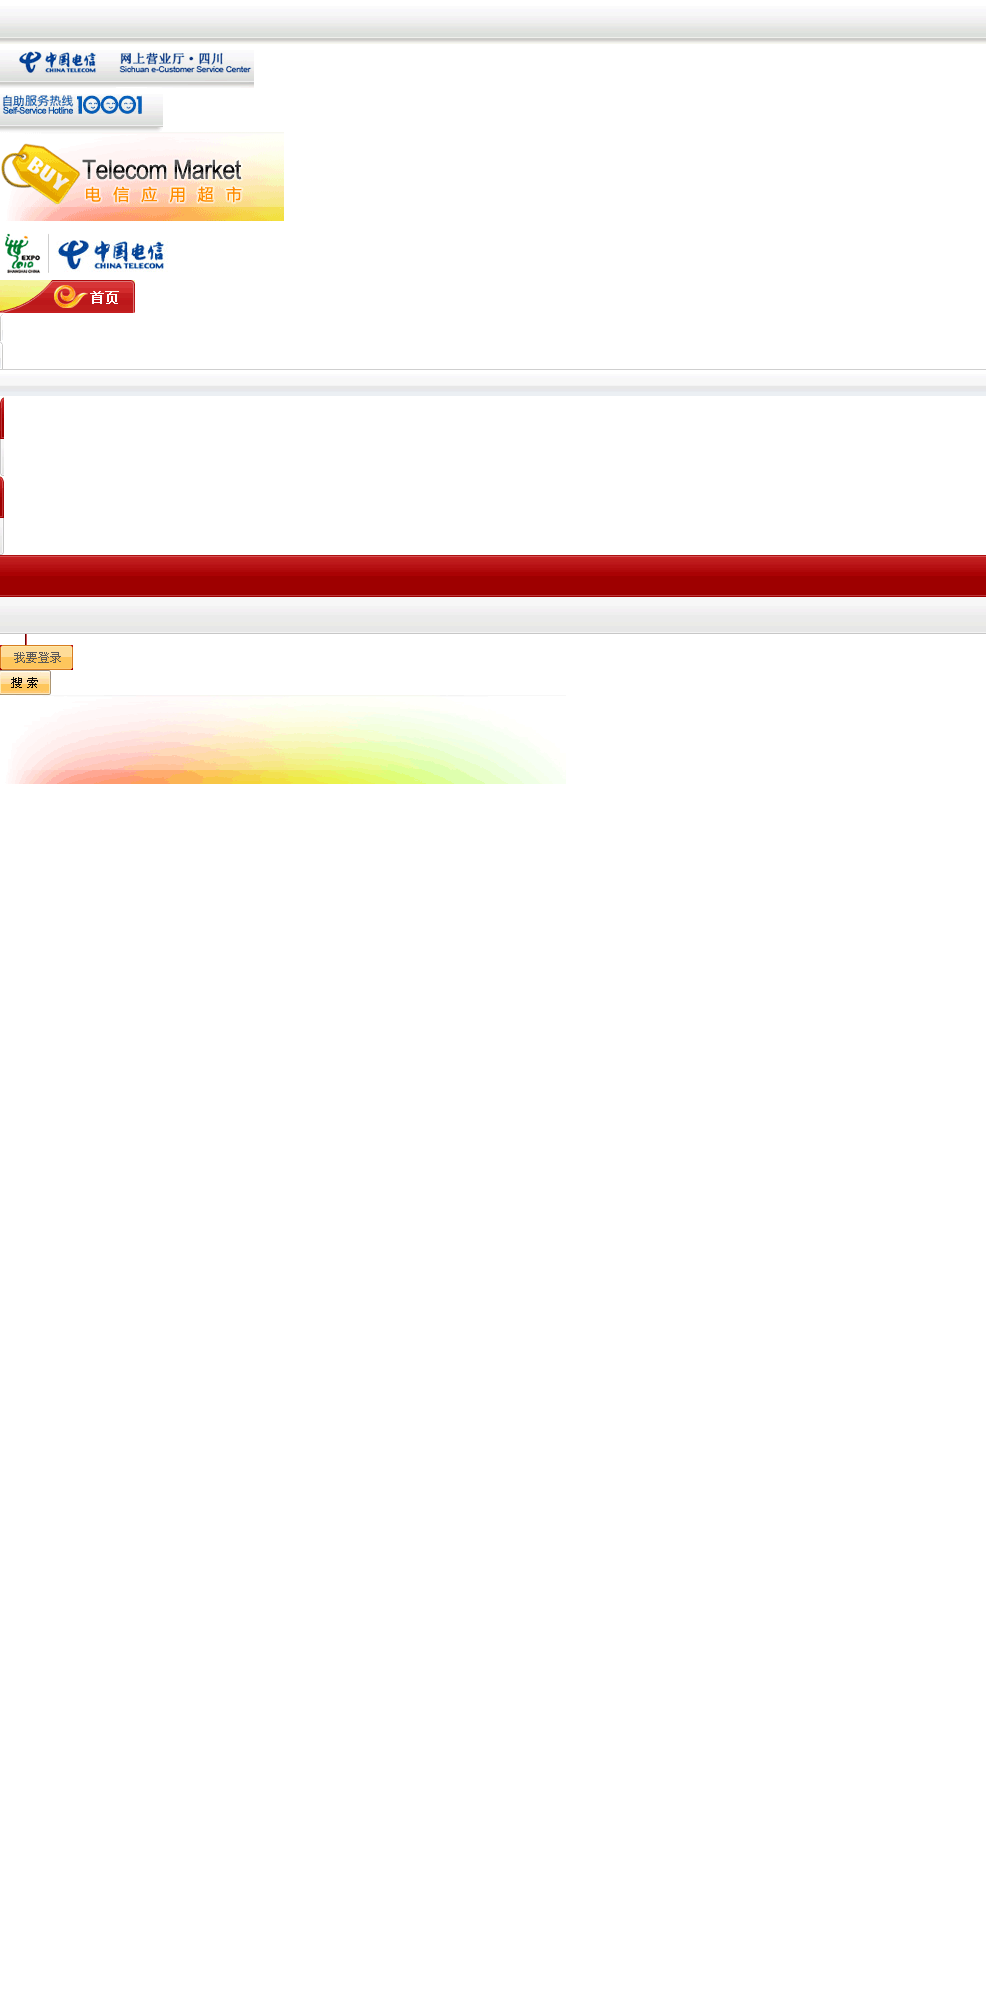 中国电信 网上营业厅·四川
CHINA TELECOM Sichuan e-Customer Service Center
自助服务热线 10001
Self-Service Hotline
BUY
Telecom Market
电信应用超市
EXPO
2010
SHANGHAI CHINA
中国电信
CHINA TELECOM
首页
我要登录
搜 索